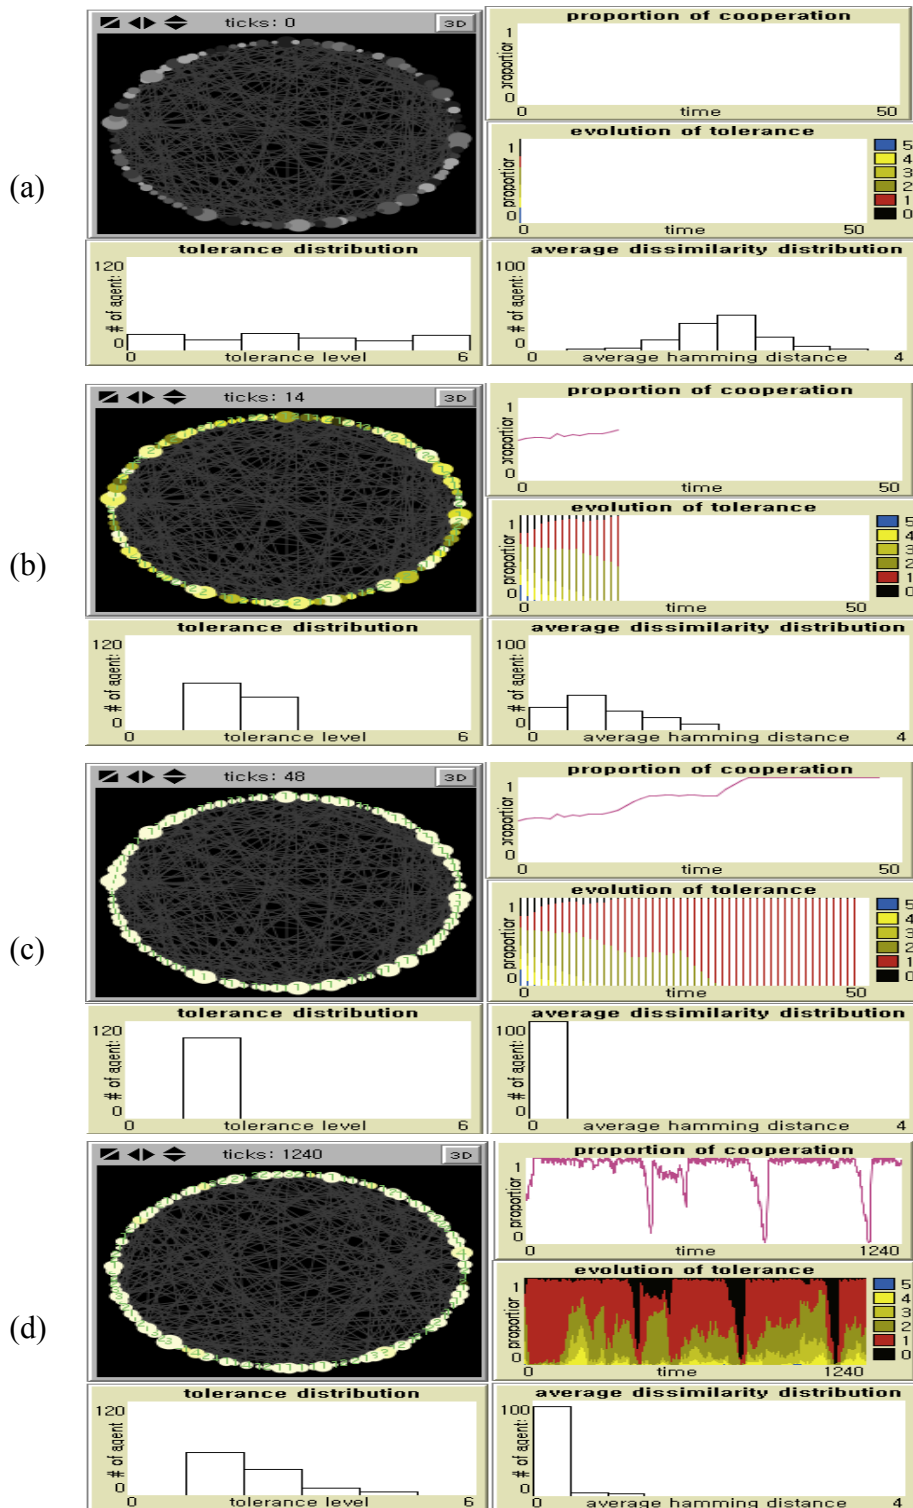 (a)
ticks: 0
3D
proportion of cooperation
proportion
1
0
0
time
50
evolution of tolerance
proportion
1
0
0
time
50
5
4
3
2
1
0
tolerance distribution
# of agents
120
0
0
tolerance level
6
average dissimilarity distribution
# of agents
100
0
0
average hamming distance
4
(b)
ticks: 14
3D
proportion of cooperation
proportion
1
0
0
time
50
evolution of tolerance
proportion
1
0
0
time
50
5
4
3
2
1
0
tolerance distribution
# of agents
120
0
0
tolerance level
6
average dissimilarity distribution
# of agents
100
0
0
average hamming distance
4
(c)
ticks: 48
3D
proportion of cooperation
proportion
1
0
0
time
50
evolution of tolerance
proportion
1
0
0
time
50
5
4
3
2
1
0
tolerance distribution
# of agents
120
0
0
tolerance level
6
average dissimilarity distribution
# of agents
100
0
0
average hamming distance
4
(d)
ticks: 1240
3D
proportion of cooperation
proportion
1
0
0
time
1240
evolution of tolerance
proportion
1
0
0
time
1240
5
4
3
2
1
0
tolerance distribution
# of agents
120
0
0
tolerance level
6
average dissimilarity distribution
# of agents
100
0
0
average hamming distance
4